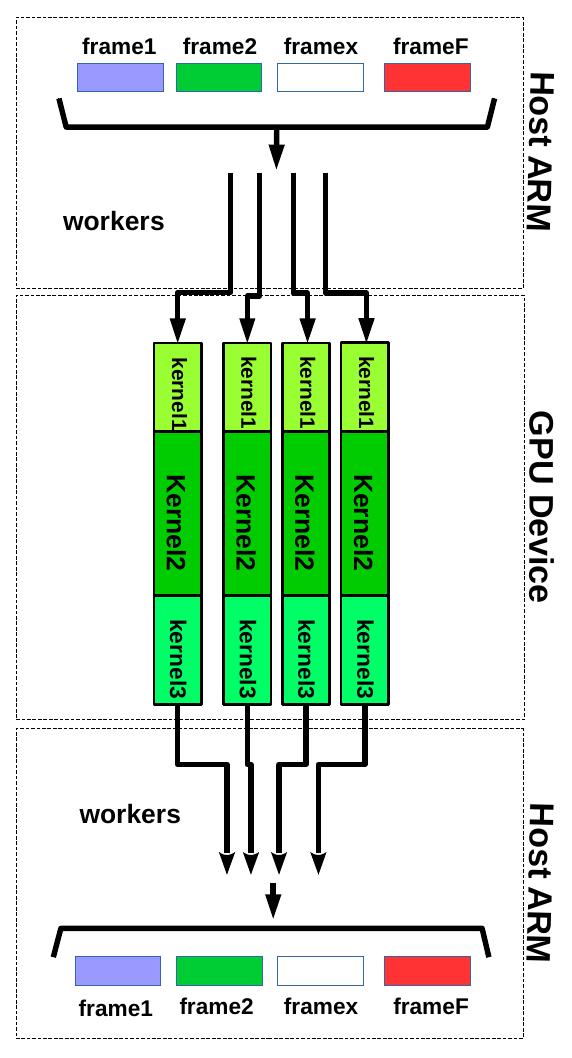 frame1 frame2 framex frameF
Host ARM
workers
kernel1 kernel1 kernel1 kernel1
Kernel2 Kernel2 Kernel2 Kernel2
kernel3 kernel3 kernel3 kernel3
GPU Device
workers
Host ARM
frame1 frame2 framex frameF